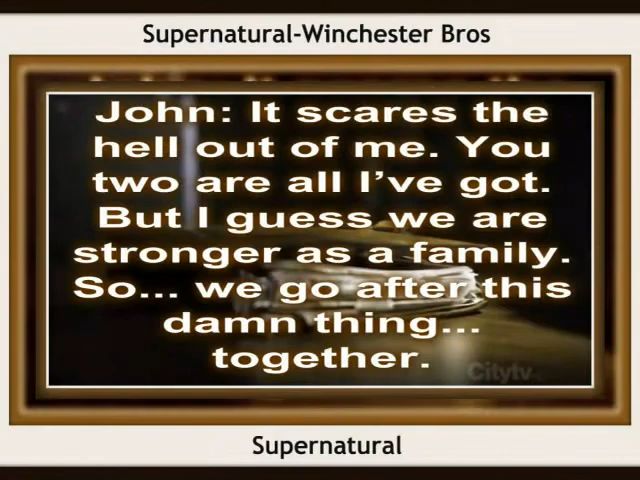 Supernatural-Winchester Bros
John: It scares the
hell out of me. You
two are all I’ve got.
But I guess we are
stronger as a family.
So... we go after this
damn thing...
together.
Citytv
Supernatural